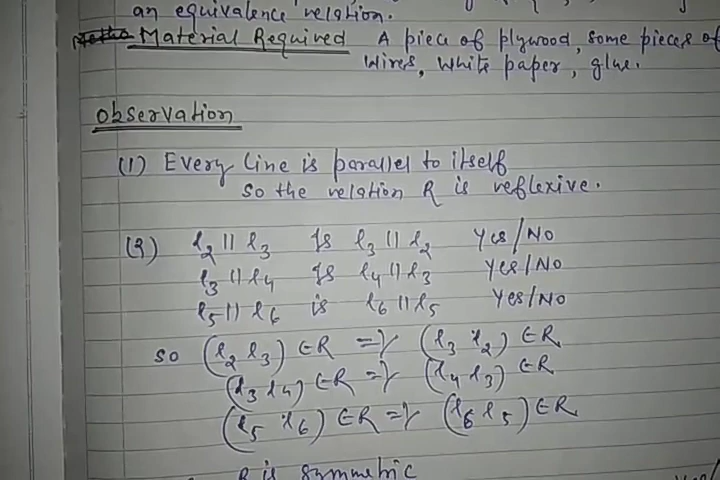 an equivalence relation.
Material Required A piece of plywood, some pieces of
wires, white paper, glue.
Observation
(1) Every line is parallel to itself
so the relation R is reflexive.
(2) l2 || l3 Is l3 || l2 Yes/No
l3 || l4 Is l4 || l3 Yes/No
l5 || l6 is l6 || l5 Yes/No
so (l2 l3) ∈R => (l3 l2) ∈R
(l3 l4) ∈R => (l4 l3) ∈R
(l5 l6) ∈R => (l6 l5) ∈R
R is symmetric